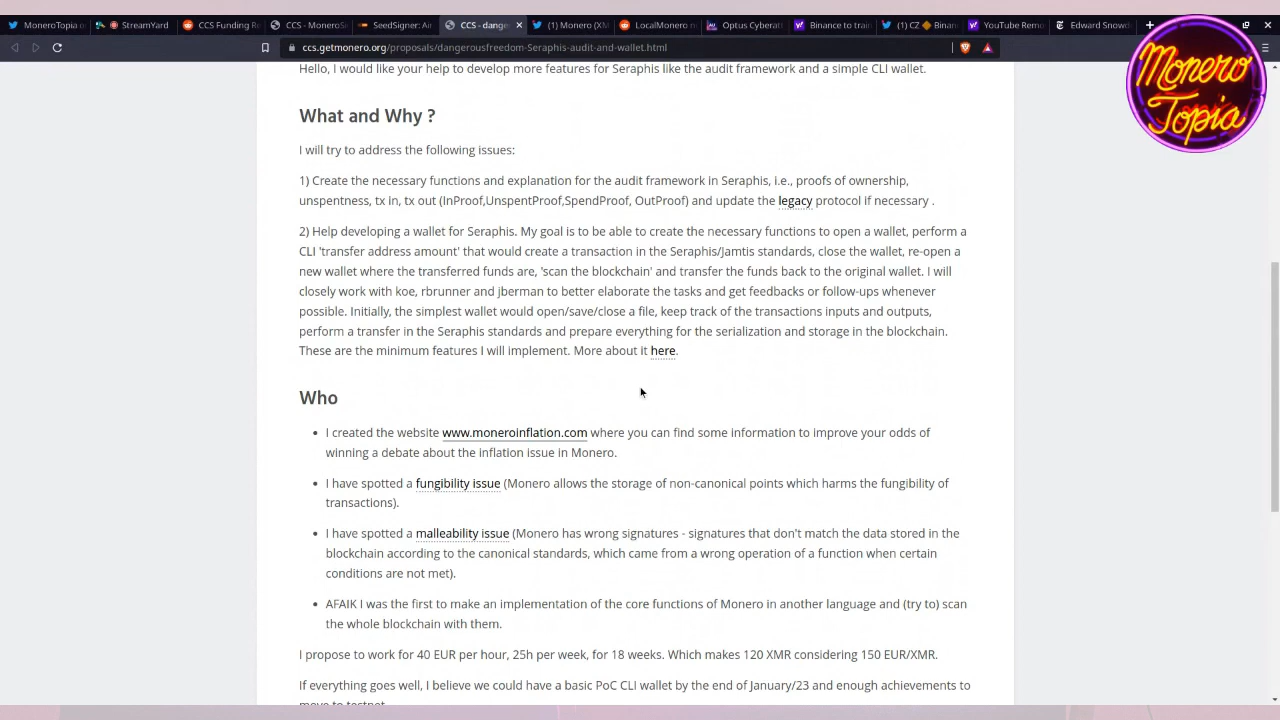 MoneroTopia o
StreamYard
CCS Funding Re
CCS - MoneroS
SeedSigner: Air
CCS - dange
(1) Monero (XM
LocalMonero n
Optus Cyberat
Binance to train
(1) CZ Binan
YouTube Remo
Edward Snowd
ccs.getmonero.org/proposals/dangerousfreedom-Seraphis-audit-and-wallet.html
Monero
Topia
Hello, I would like your help to develop more features for Seraphis like the audit framework and a simple CLI wallet.
What and Why ?
I will try to address the following issues:
1) Create the necessary functions and explanation for the audit framework in Seraphis, i.e., proofs of ownership,
unspentness, tx in, tx out (InProof,UnspentProof,SpendProof, OutProof) and update the legacy protocol if necessary .
2) Help developing a wallet for Seraphis. My goal is to be able to create the necessary functions to open a wallet, perform a
CLI 'transfer address amount' that would create a transaction in the Seraphis/Jamtis standards, close the wallet, re-open a
new wallet where the transferred funds are, 'scan the blockchain' and transfer the funds back to the original wallet. I will
closely work with koe, rbrunner and jberman to better elaborate the tasks and get feedbacks or follow-ups whenever
possible. Initially, the simplest wallet would open/save/close a file, keep track of the transactions inputs and outputs,
perform a transfer in the Seraphis standards and prepare everything for the serialization and storage in the blockchain.
These are the minimum features I will implement. More about it here.
Who
• I created the website www.moneroinflation.com where you can find some information to improve your odds of
winning a debate about the inflation issue in Monero.
• I have spotted a fungibility issue (Monero allows the storage of non-canonical points which harms the fungibility of
transactions).
• I have spotted a malleability issue (Monero has wrong signatures - signatures that don't match the data stored in the
blockchain according to the canonical standards, which came from a wrong operation of a function when certain
conditions are not met).
• AFAIK I was the first to make an implementation of the core functions of Monero in another language and (try to) scan
the whole blockchain with them.
I propose to work for 40 EUR per hour, 25h per week, for 18 weeks. Which makes 120 XMR considering 150 EUR/XMR.
If everything goes well, I believe we could have a basic PoC CLI wallet by the end of January/23 and enough achievements to
move to testnet.